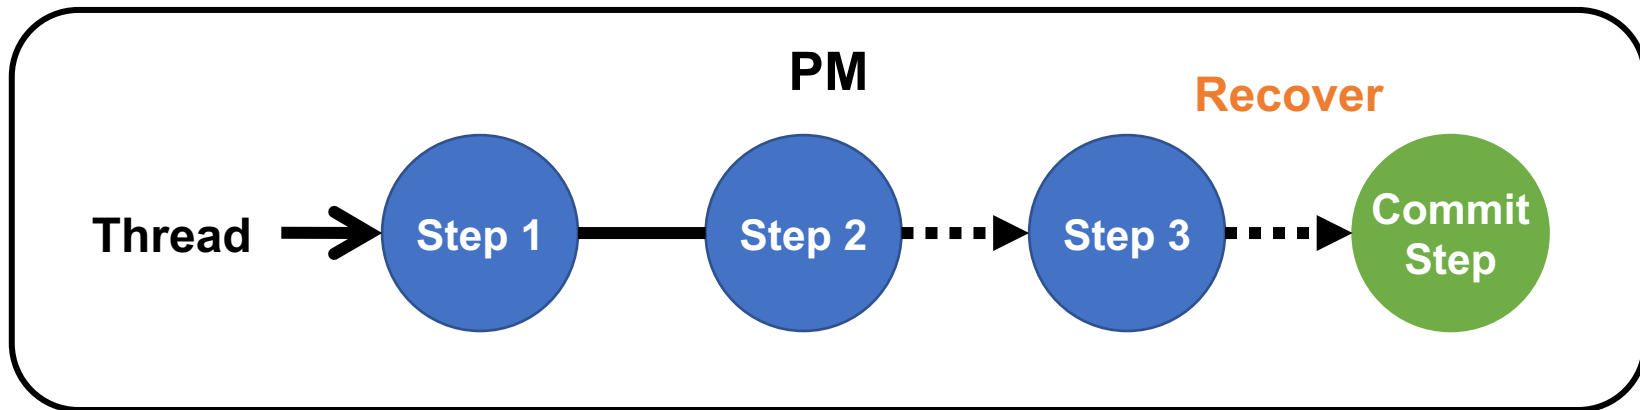 PM
Recover
Thread
Step 1
Step 2
Step 3
Commit
Step